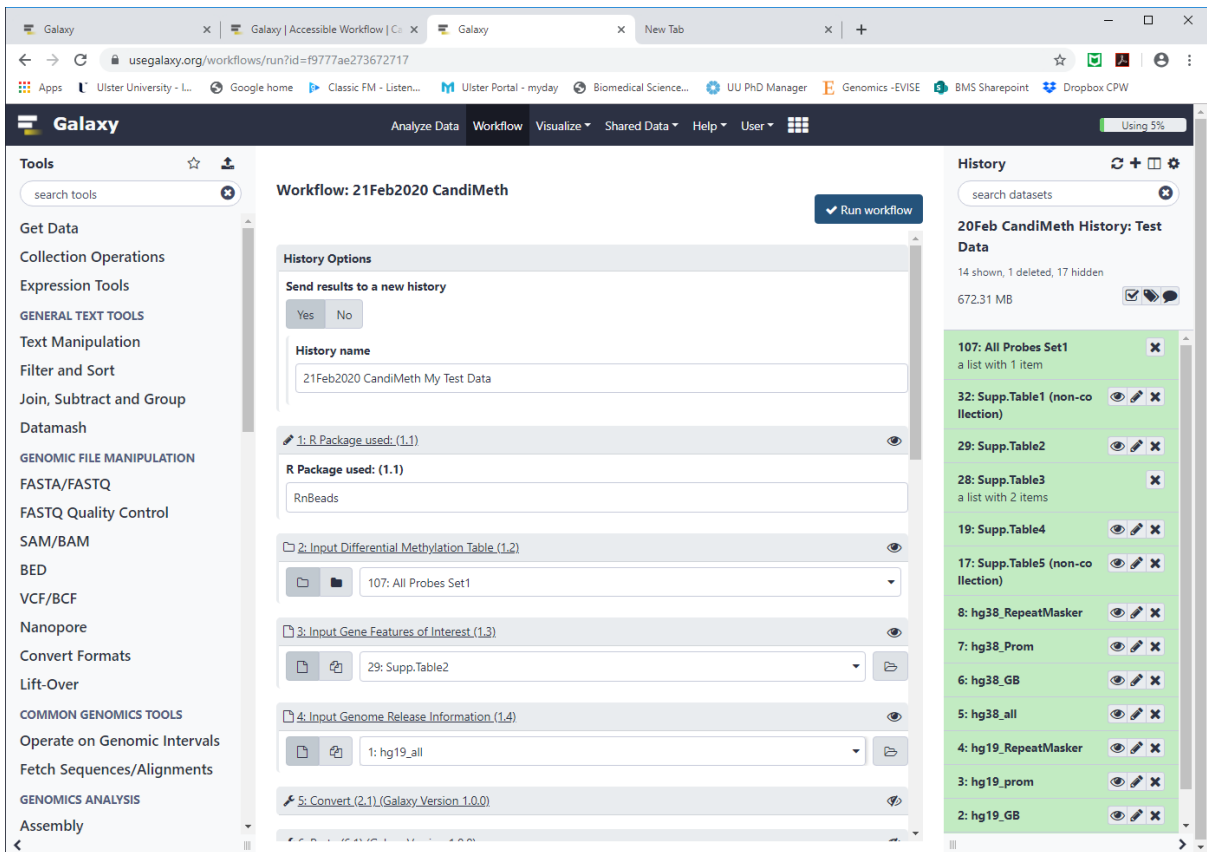 Galaxy
Galaxy | Accessible Workflow | Ca
Galaxy
New Tab
usegalaxy.org/workflows/run?id=f9777ae273672717
Apps
Ulster University - I...
Google home
Classic FM - Listen...
Ulster Portal - myday
Biomedical Science...
UU PhD Manager
Genomics -EVISE
BMS Sharepoint
Dropbox CPW
Galaxy
Analyze Data
Workflow
Visualize
Shared Data
Help
User
Using 5%
Tools
search tools
Get Data
Collection Operations
Expression Tools
GENERAL TEXT TOOLS
Text Manipulation
Filter and Sort
Join, Subtract and Group
Datamash
GENOMIC FILE MANIPULATION
FASTA/FASTQ
FASTQ Quality Control
SAM/BAM
BED
VCF/BCF
Nanopore
Convert Formats
Lift-Over
COMMON GENOMICS TOOLS
Operate on Genomic Intervals
Fetch Sequences/Alignments
GENOMICS ANALYSIS
Assembly
Workflow: 21Feb2020 CandiMeth
Run workflow
History Options
Send results to a new history
Yes
No
History name
21Feb2020 CandiMeth My Test Data
1: R Package used: (1.1)
R Package used: (1.1)
RnBeads
2: Input Differential Methylation Table (1.2)
107: All Probes Set1
3: Input Gene Features of Interest (1.3)
29: Supp.Table2
4: Input Genome Release Information (1.4)
1: hg19_all
5: Convert (2.1) (Galaxy Version 1.0.0)
History
search datasets
20Feb CandiMeth History: Test
Data
14 shown, 1 deleted, 17 hidden
672.31 MB
107: All Probes Set1
a list with 1 item
32: Supp.Table1 (non-co
llection)
29: Supp.Table2
28: Supp.Table3
a list with 2 items
19: Supp.Table4
17: Supp.Table5 (non-co
llection)
8: hg38_RepeatMasker
7: hg38_Prom
6: hg38_GB
5: hg38_all
4: hg19_RepeatMasker
3: hg19_prom
2: hg19_GB